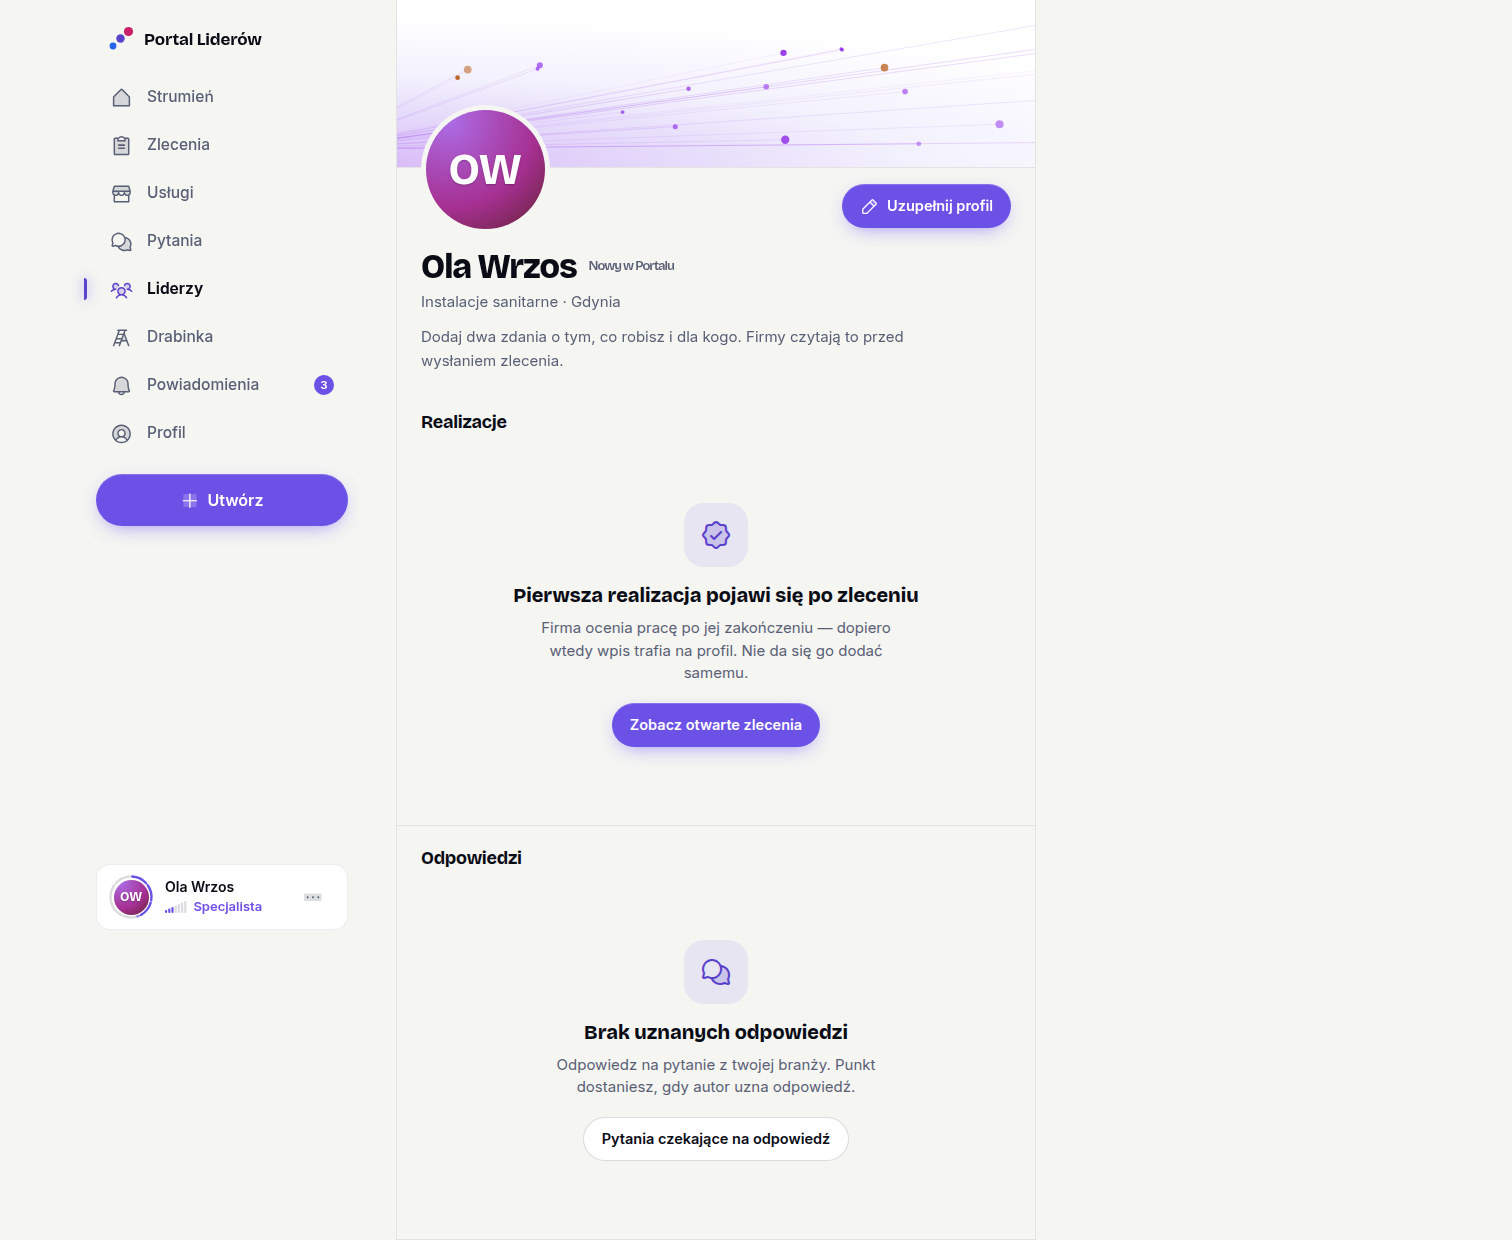 Portal Liderów
Strumień
Zlecenia
Usługi
Pytania
Liderzy
Drabinka
Powiadomienia 3
Profil
Utwórz
Ola Wrzos
OW
Specjalista
OW
Uzupełnij profil
Ola Wrzos Nowy w Portalu
Instalacje sanitarne · Gdynia
Dodaj dwa zdania o tym, co robisz i dla kogo. Firmy czytają to przed
wysłaniem zlecenia.
Realizacje
Pierwsza realizacja pojawi się po zleceniu
Firma ocenia pracę po jej zakończeniu — dopiero
wtedy wpis trafia na profil. Nie da się go dodać
samemu.
Zobacz otwarte zlecenia
Odpowiedzi
Brak uznanych odpowiedzi
Odpowiedz na pytanie z twojej branży. Punkt
dostaniesz, gdy autor uzna odpowiedź.
Pytania czekające na odpowiedź